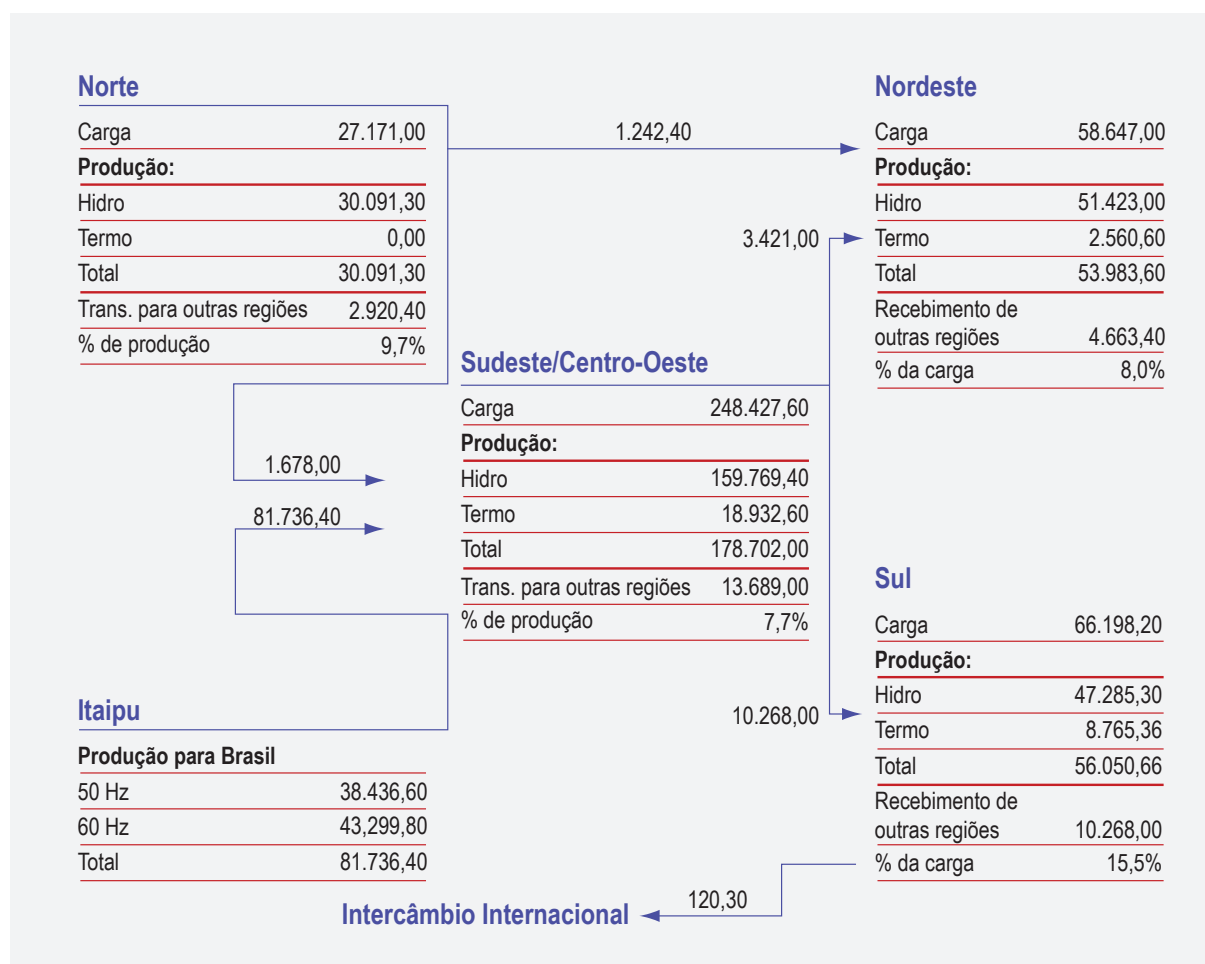 Norte
Carga 27.171,00
Produção:
Hidro 30.091,30
Termo 0,00
Total 30.091,30
Trans. para outras regiões 2.920,40
% de produção 9,7%
1.242,40
3.421,00
Nordeste
Carga 58.647,00
Produção:
Hidro 51.423,00
Termo 2.560,60
Total 53.983,60
Recebimento de
outras regiões 4.663,40
% da carga 8,0%
1.678,00
81.736,40
Sudeste/Centro-Oeste
Carga 248.427,60
Produção:
Hidro 159.769,40
Termo 18.932,60
Total 178.702,00
Trans. para outras regiões 13.689,00
% de produção 7,7%
10.268,00
Sul
Carga 66.198,20
Produção:
Hidro 47.285,30
Termo 8.765,36
Total 56.050,66
Recebimento de
outras regiões 10.268,00
% da carga 15,5%
Itaipu
Produção para Brasil
50 Hz 38.436,60
60 Hz 43,299,80
Total 81.736,40
120,30
Intercâmbio Internacional